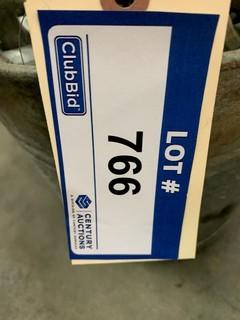 LOT #
766
ClubBid
CENTURY
AUCTIONS